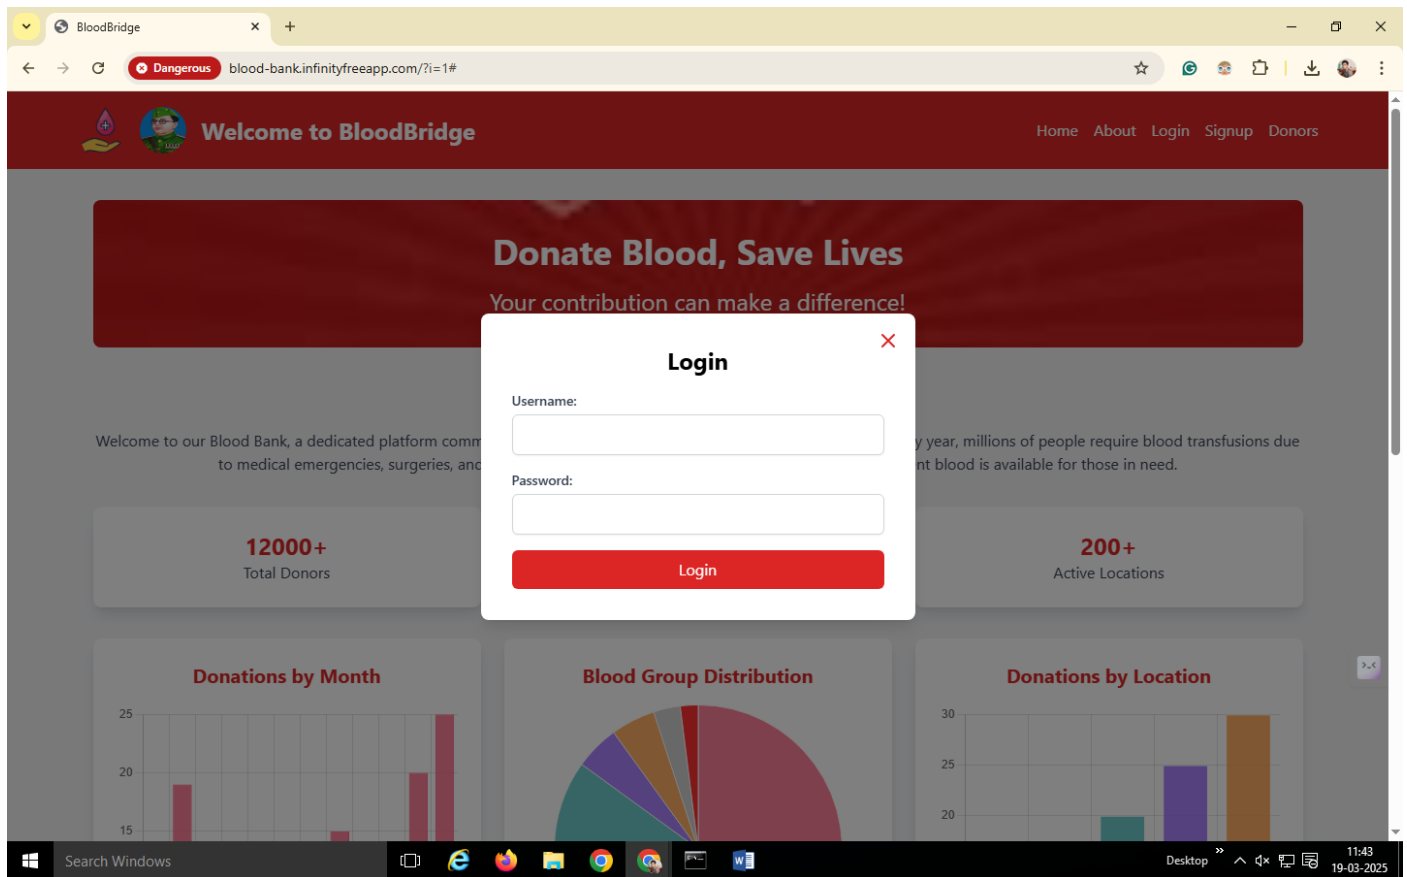 BloodBridge
Dangerous
blood-bank.infinityfreeapp.com/?i=1#
Welcome to BloodBridge
Home About Login Signup Donors
Donate Blood, Save Lives
Your contribution can make a difference!
Login
Username:
Password:
Login
Welcome to our Blood Bank, a dedicated platform comm
y year, millions of people require blood transfusions due
to medical emergencies, surgeries, and
nt blood is available for those in need.
12000+
Total Donors
200+
Active Locations
Donations by Month
25
20
15
Blood Group Distribution
Donations by Location
30
25
20
Search Windows
Desktop
11:43
19-03-2025